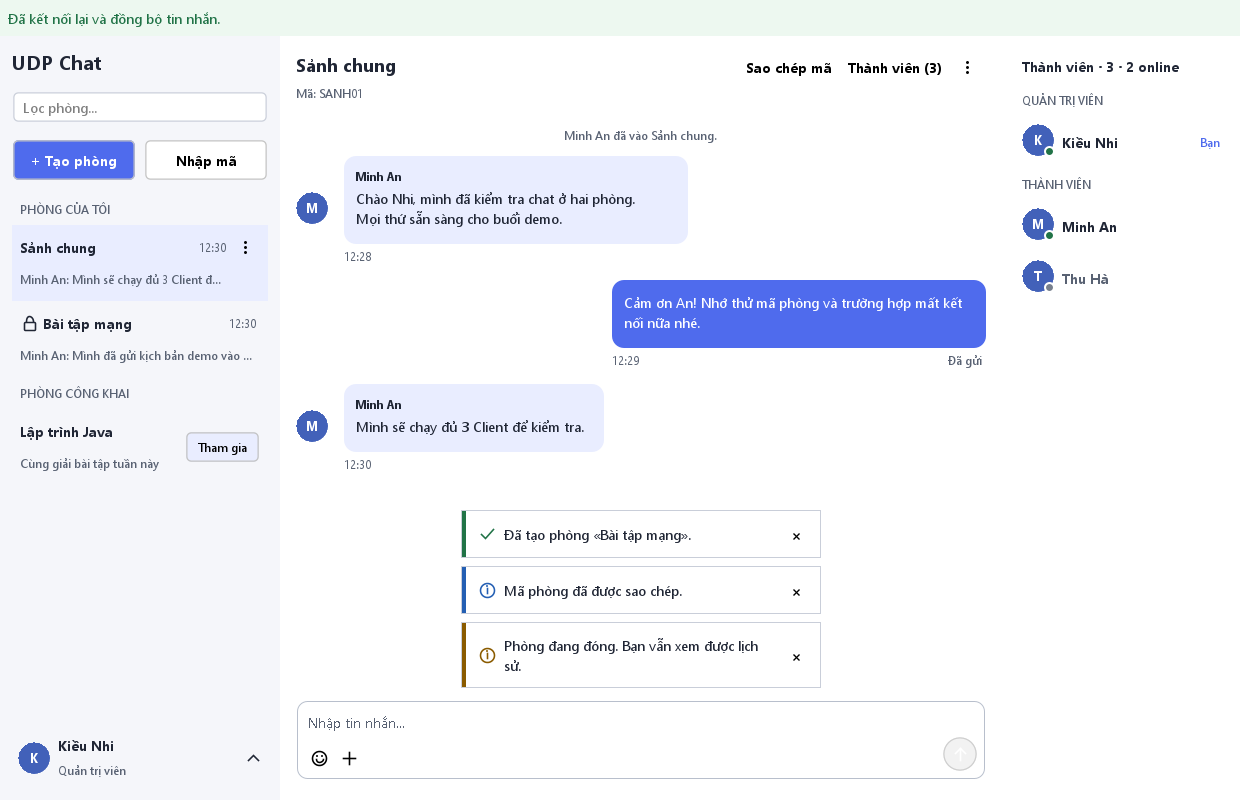 Đã kết nối lại và đồng bộ tin nhắn.
UDP Chat
Lọc phòng...
+ Tạo phòng
Nhập mã
PHÒNG CỦA TÔI
Sảnh chung
12:30
Minh An: Mình sẽ chạy đủ 3 Client đ...
Bài tập mạng
12:30
Minh An: Mình đã gửi kịch bản demo vào ...
PHÒNG CÔNG KHAI
Lập trình Java
Cùng giải bài tập tuần này
Tham gia
K
Kiều Nhi
Quản trị viên
Sảnh chung
Mã: SANH01
Sao chép mã
Thành viên (3)
Minh An đã vào Sảnh chung.
M
Minh An
Chào Nhi, mình đã kiểm tra chat ở hai phòng.
Mọi thứ sẵn sàng cho buổi demo.
12:28
Cảm ơn An! Nhớ thử mã phòng và trường hợp mất kết
nối nữa nhé.
12:29
Đã gửi
M
Minh An
Mình sẽ chạy đủ 3 Client để kiểm tra.
12:30
Đã tạo phòng «Bài tập mạng».
×
Mã phòng đã được sao chép.
×
Phòng đang đóng. Bạn vẫn xem được lịch
sử.
×
Nhập tin nhắn...
Thành viên · 3 · 2 online
QUẢN TRỊ VIÊN
K
Kiều Nhi
Bạn
THÀNH VIÊN
M
Minh An
T
Thu Hà